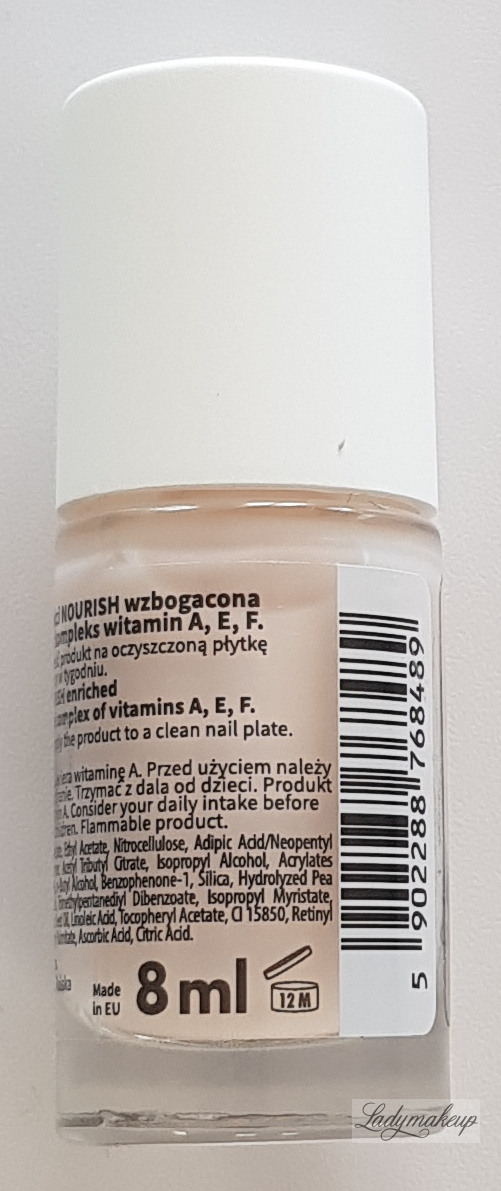 NOURISH wzbogacona
kompleks witamin A, E, F.
produkt na oczyszczoną płytkę
w tygodniu.
enriched
complex of vitamins A, E, F.
the product to a clean nail plate.
witaminę A. Przed użyciem należy
Trzymać z dala od dzieci. Produkt
A. Consider your daily intake before
Flammable product.
Ethyl Acetate, Nitrocellulose, Adipic Acid/Neopentyl
Acetyl Tributyl Citrate, Isopropyl Alcohol, Acrylates
Alcohol, Benzophenone-1, Silica, Hydrolyzed Pea
Trimethylpentanediyl Dibenzoate, Isopropyl Myristate,
Linoleic Acid, Tocopheryl Acetate, CI 15850, Retinyl
Ascorbic Acid, Citric Acid.
Made
in EU
8 ml
12 M
5 902288 768489
Ladymakeup